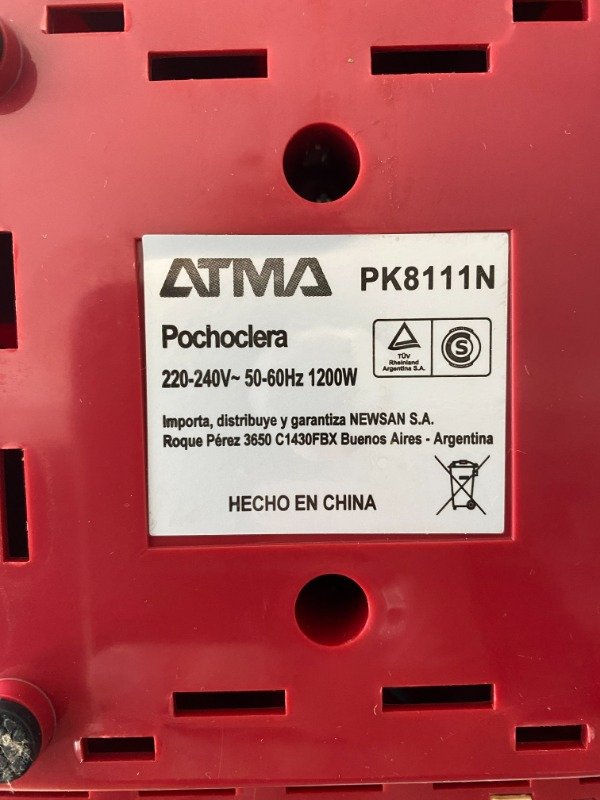 ATMA PK8111N
Pochoclera
220-240V~ 50-60Hz 1200W
TÜV
Rheinland
Argentina S.A.
S
Importa, distribuye y garantiza NEWSAN S.A.
Roque Pérez 3650 C1430FBX Buenos Aires - Argentina
HECHO EN CHINA